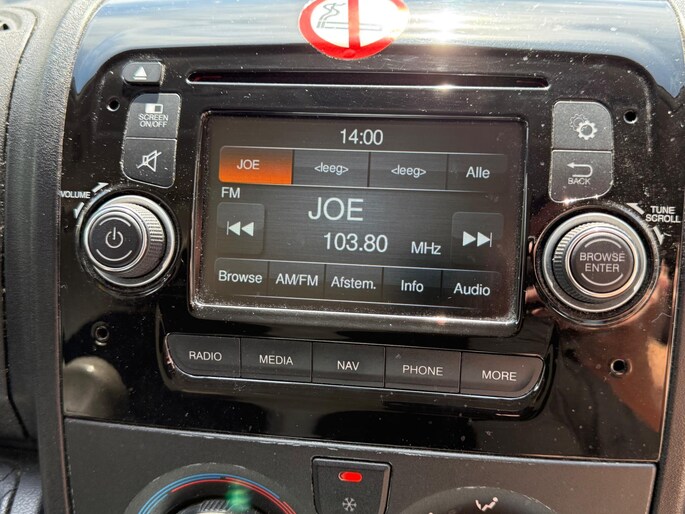 14:00
SCREEN
ON/OFF
JOE <leeg> <leeg> Alle
FM
VOLUME
JOE
103.80 MHz
BACK
TUNE
SCROLL
BROWSE
ENTER
Browse AM/FM Afstem. Info Audio
RADIO MEDIA NAV PHONE MORE